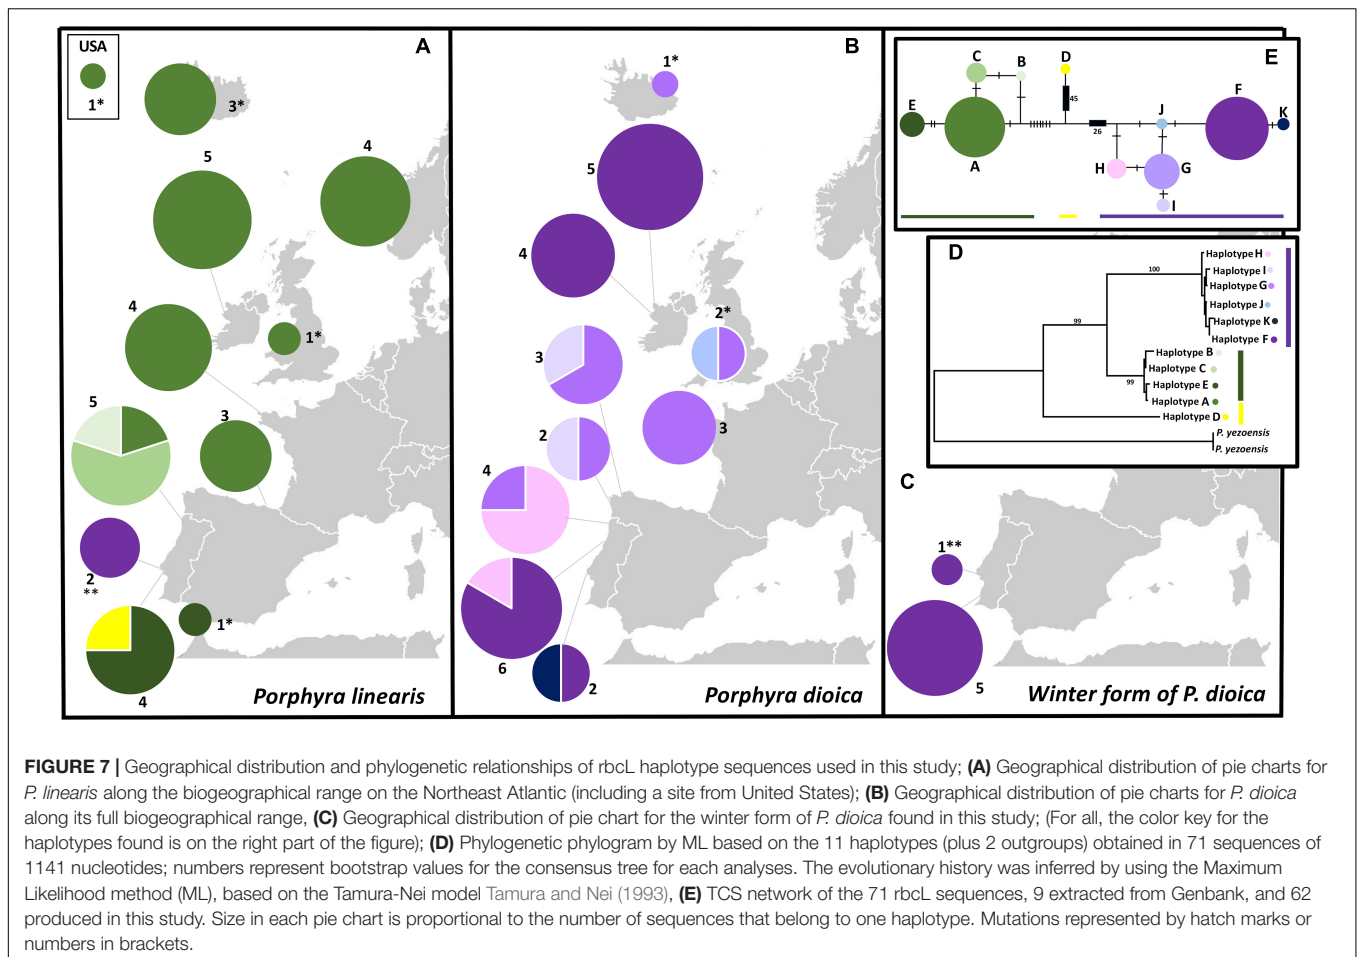 A
USA
1*
3*
5
4
4
1*
5
3
2
**
1*
4
Porphyra linearis
B
1*
5
4
2*
3
3
2
4
6
2
Porphyra dioica
E
C
B
D
45
E
F
J
K
26
A
H
G
I
D
Haplotype H
100
Haplotype I
Haplotype G
Haplotype J
99
Haplotype K
Haplotype F
Haplotype B
Haplotype C
99
Haplotype E
Haplotype A
Haplotype D
P. yezoensis
P. yezoensis
C
1**
5
Winter form of P. dioica
FIGURE 7 | Geographical distribution and phylogenetic relationships of rbcL haplotype sequences used in this study; (A) Geographical distribution of pie charts for
P. linearis along the biogeographical range on the Northeast Atlantic (including a site from United States); (B) Geographical distribution of pie charts for P. dioica
along its full biogeographical range, (C) Geographical distribution of pie chart for the winter form of P. dioica found in this study; (For all, the color key for the
haplotypes found is on the right part of the figure); (D) Phylogenetic phylogram by ML based on the 11 haplotypes (plus 2 outgroups) obtained in 71 sequences of
1141 nucleotides; numbers represent bootstrap values for the consensus tree for each analyses. The evolutionary history was inferred by using the Maximum
Likelihood method (ML), based on the Tamura-Nei model Tamura and Nei (1993), (E) TCS network of the 71 rbcL sequences, 9 extracted from Genbank, and 62
produced in this study. Size in each pie chart is proportional to the number of sequences that belong to one haplotype. Mutations represented by hatch marks or
numbers in brackets.